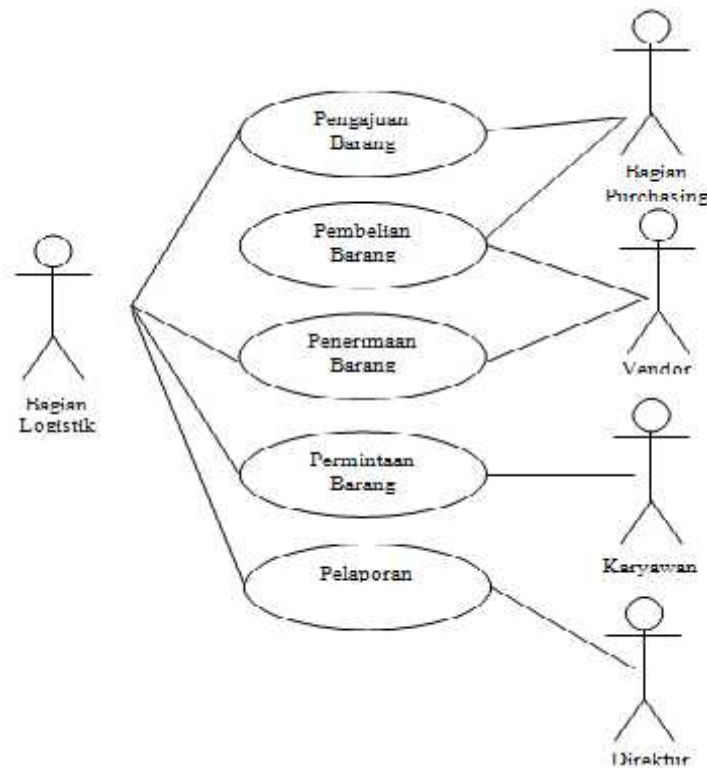 Pengajuan
Barang
Bagian
Purchasing
Pembelian
Barang
Penerimaan
Barang
Vendor
Bagian
Logistik
Permintaan
Barang
Karyawan
Pelaporan
Direktur